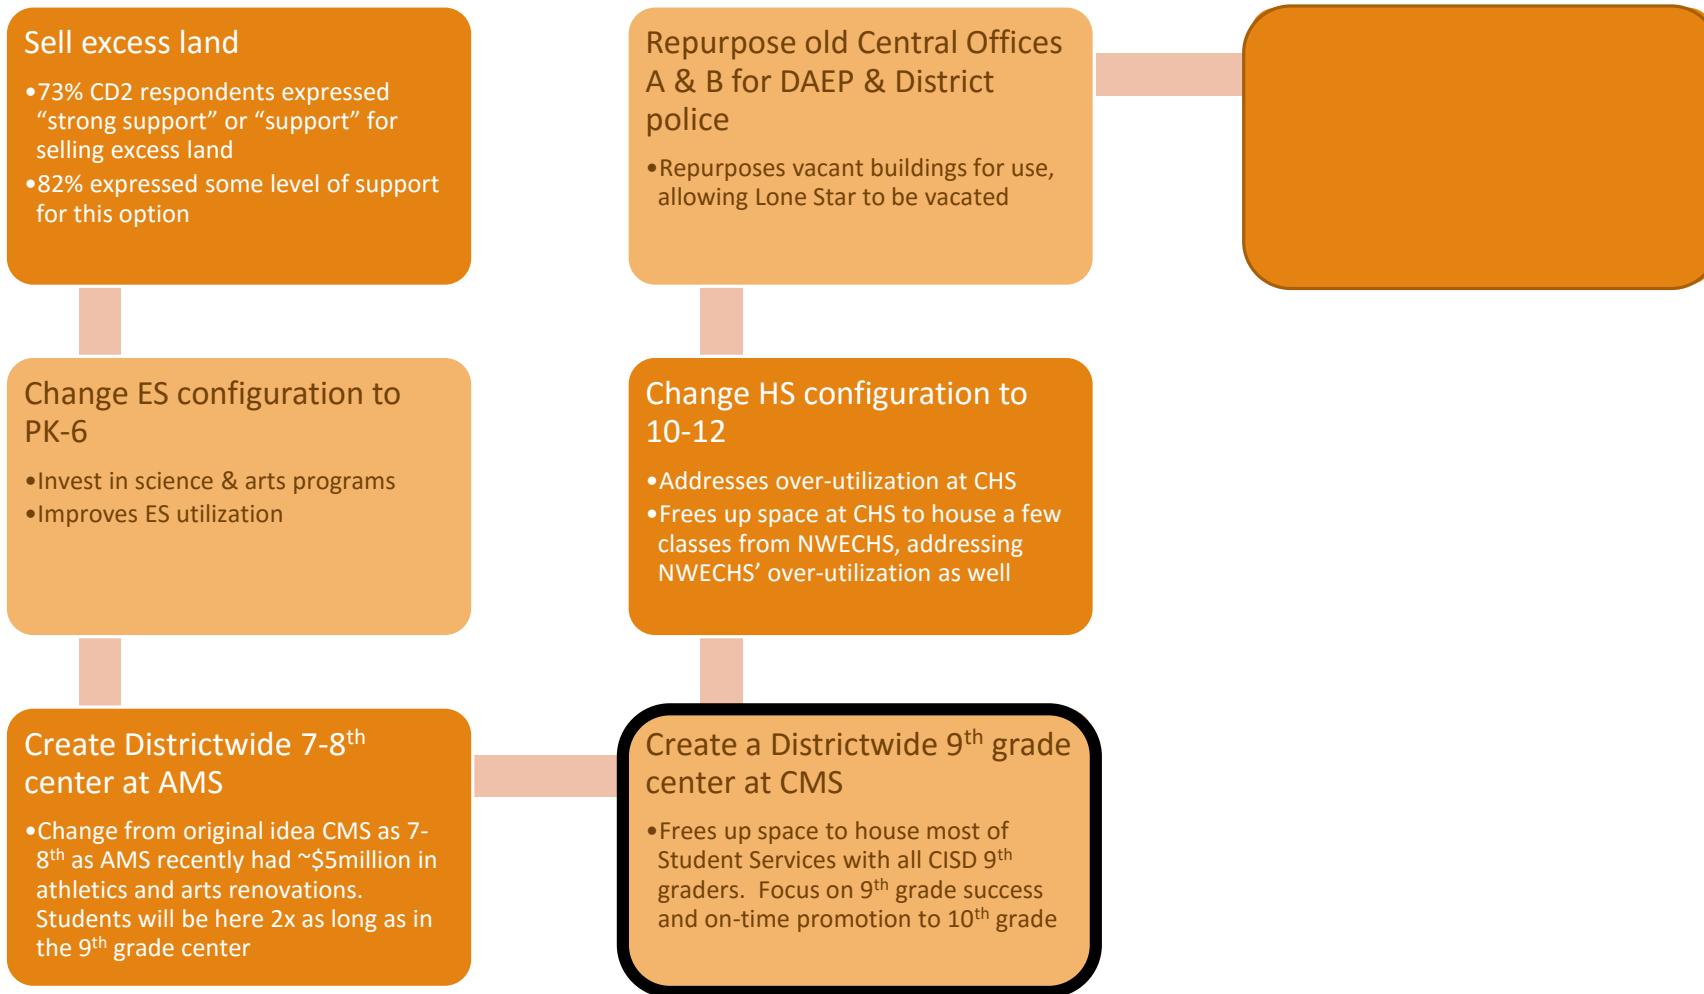 Sell excess land
•73% CD2 respondents expressed
“strong support” or “support” for
selling excess land
•82% expressed some level of support
for this option
Change ES configuration to
PK-6
•Invest in science & arts programs
•Improves ES utilization
Create Districtwide 7-8th
center at AMS
•Change from original idea CMS as 7-
8th as AMS recently had ~$5million in
athletics and arts renovations.
Students will be here 2x as long as in
the 9th grade center
Create a Districtwide 9th grade
center at CMS
•Frees up space to house most of
Student Services with all CISD 9th
graders.  Focus on 9th grade success
and on-time promotion to 10th grade
Change HS configuration to
10-12
•Addresses over-utilization at CHS
•Frees up space at CHS to house a few
classes from NWECHS, addressing
NWECHS’ over-utilization as well
Repurpose old Central Offices
A & B for DAEP & District
police
•Repurposes vacant buildings for use,
allowing Lone Star to be vacated